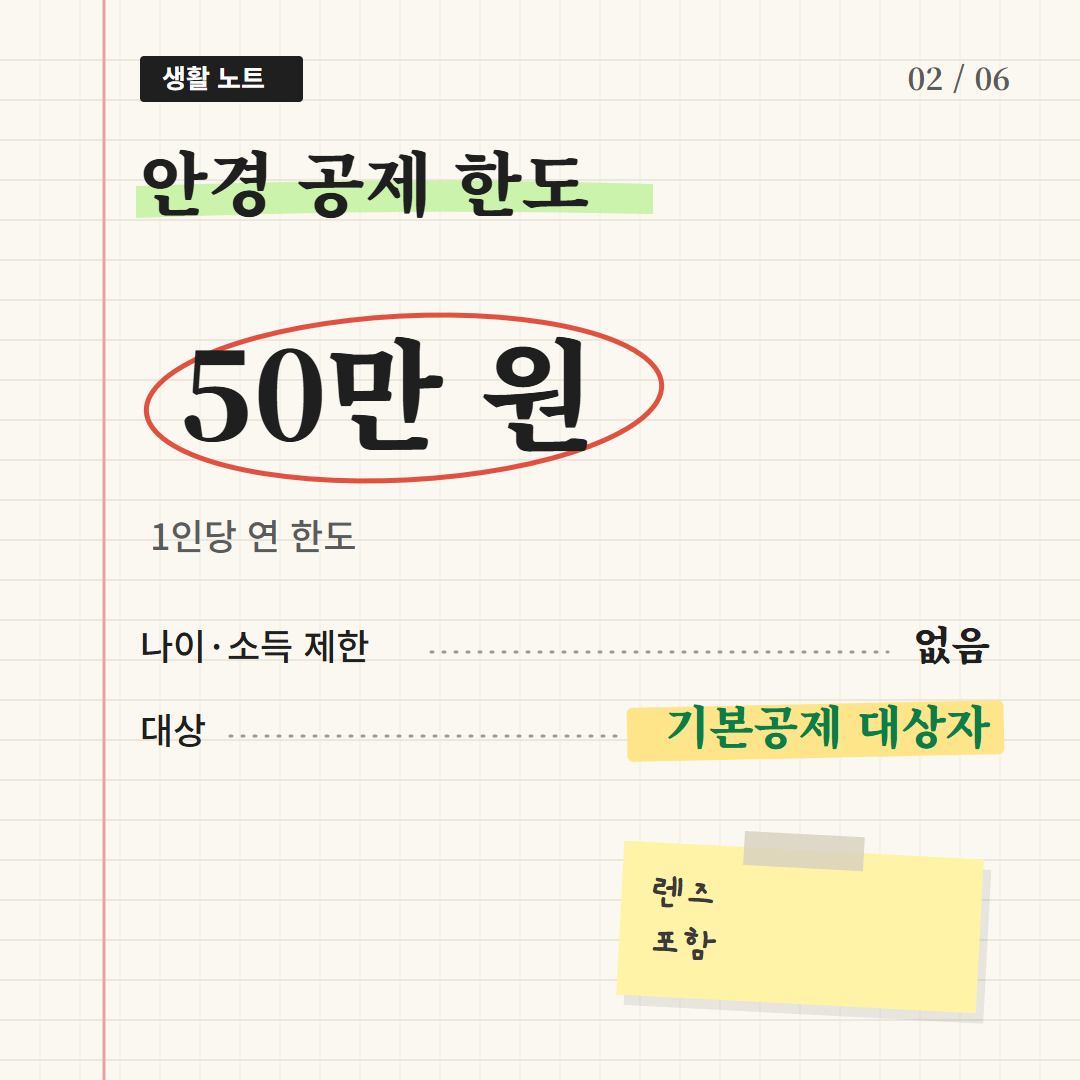 생활 노트
02 / 06
안경 공제 한도
50만 원
1인당 연 한도
나이·소득 제한 없음
대상 기본공제 대상자
렌즈
포함